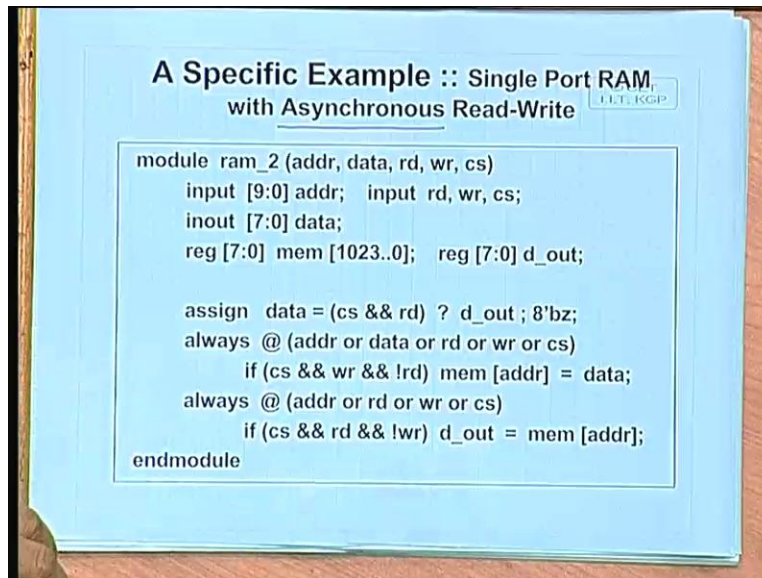 A Specific Example :: Single Port RAM
with Asynchronous Read-Write
I.I.T. KGP
module ram_2 (addr, data, rd, wr, cs)
input [9:0] addr; input rd, wr, cs;
inout [7:0] data;
reg [7:0] mem [1023..0]; reg [7:0] d_out;
assign data = (cs && rd) ? d_out ; 8'bz;
always @ (addr or data or rd or wr or cs)
if (cs && wr && !rd) mem [addr] = data;
always @ (addr or rd or wr or cs)
if (cs && rd && !wr) d_out = mem [addr];
endmodule